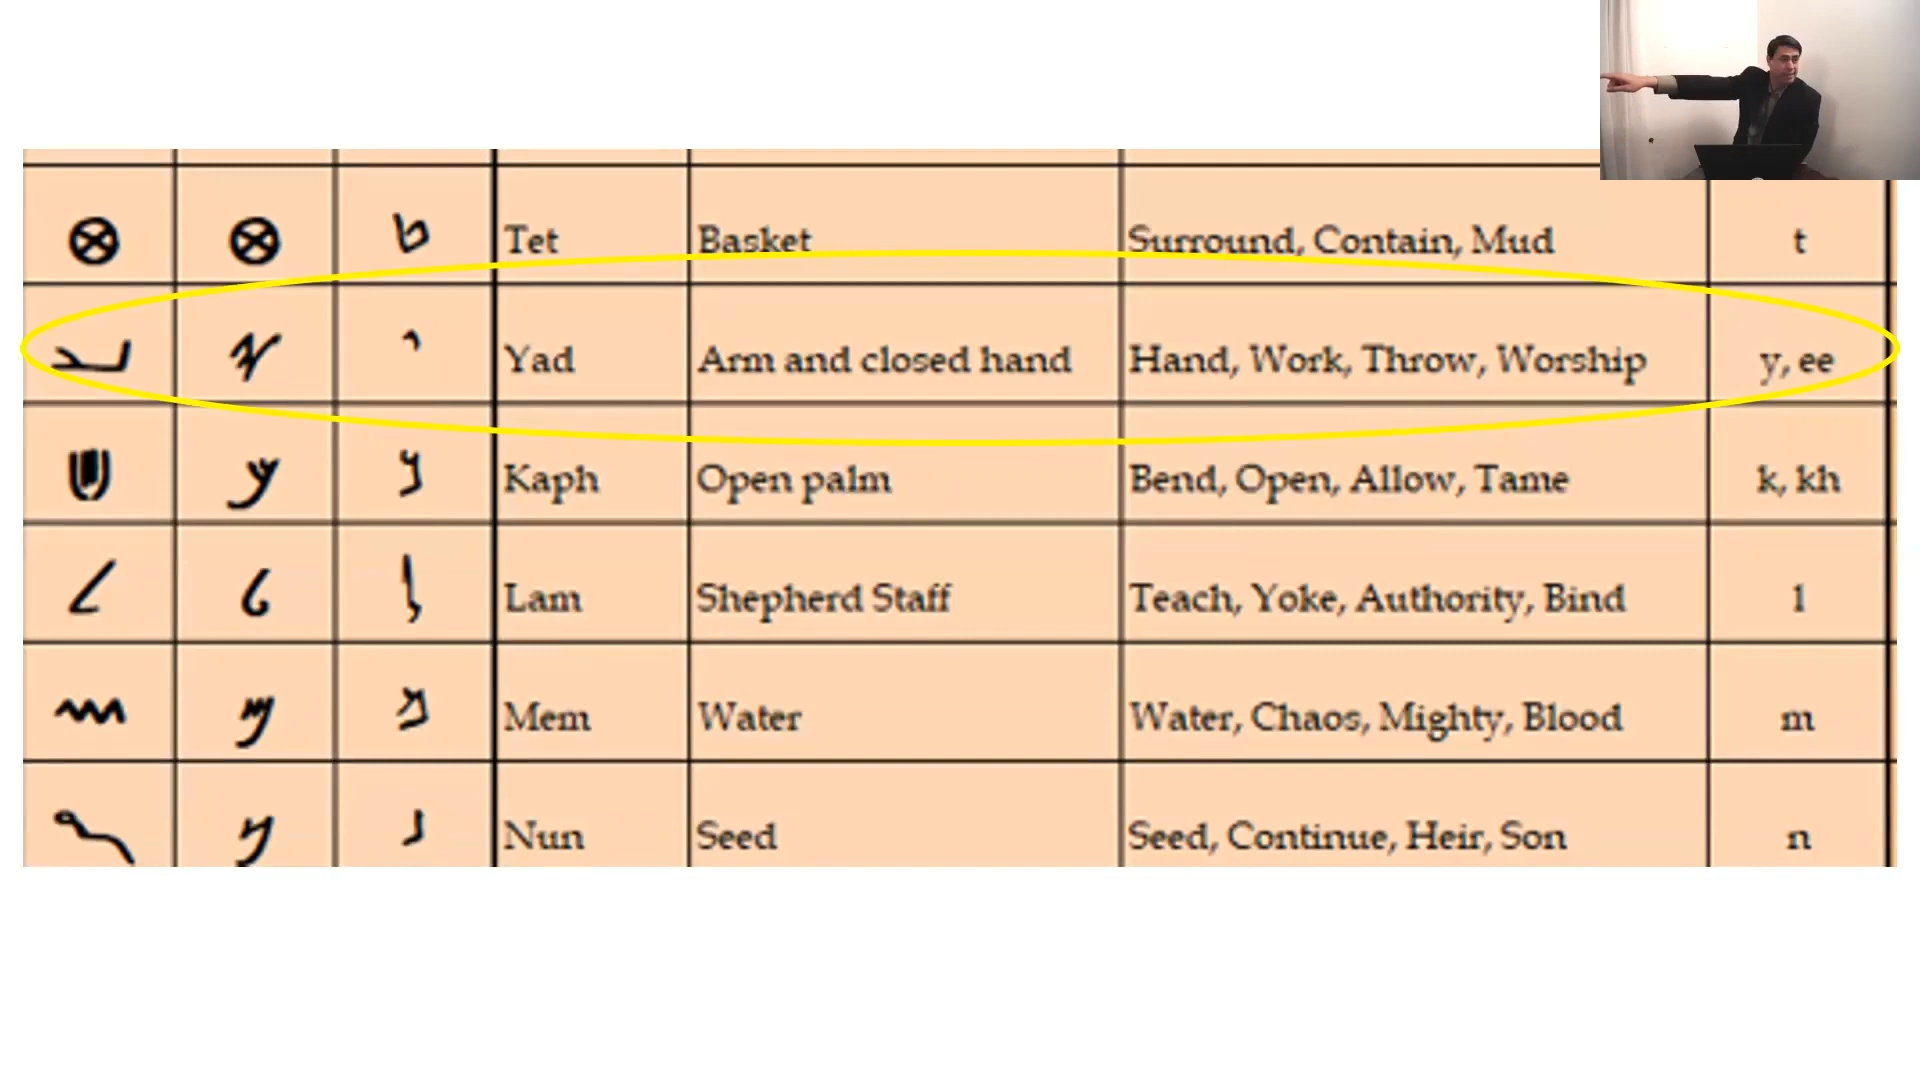 Tet Basket Surround, Contain, Mud t
Yad Arm and closed hand Hand, Work, Throw, Worship y, ee
Kaph Open palm Bend, Open, Allow, Tame k, kh
Lam Shepherd Staff Teach, Yoke, Authority, Bind l
Mem Water Water, Chaos, Mighty, Blood m
Nun Seed Seed, Continue, Heir, Son n